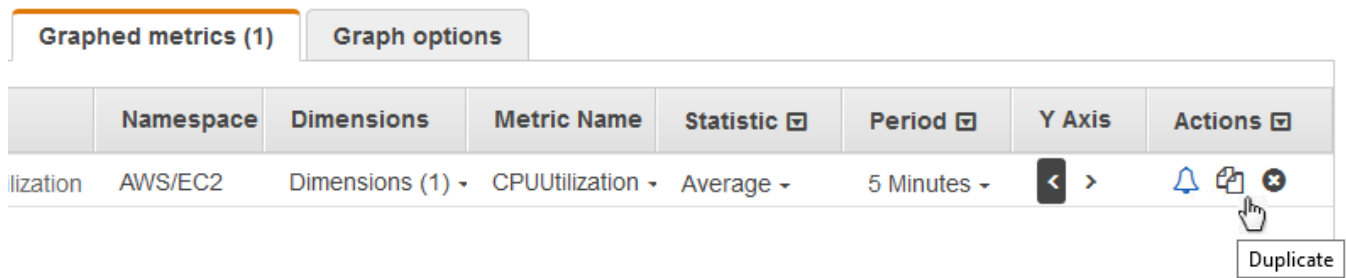 Graphed metrics (1) Graph options
Namespace Dimensions Metric Name Statistic Period Y Axis Actions
ilization AWS/EC2 Dimensions (1) CPUUtilization Average 5 Minutes < >
Duplicate